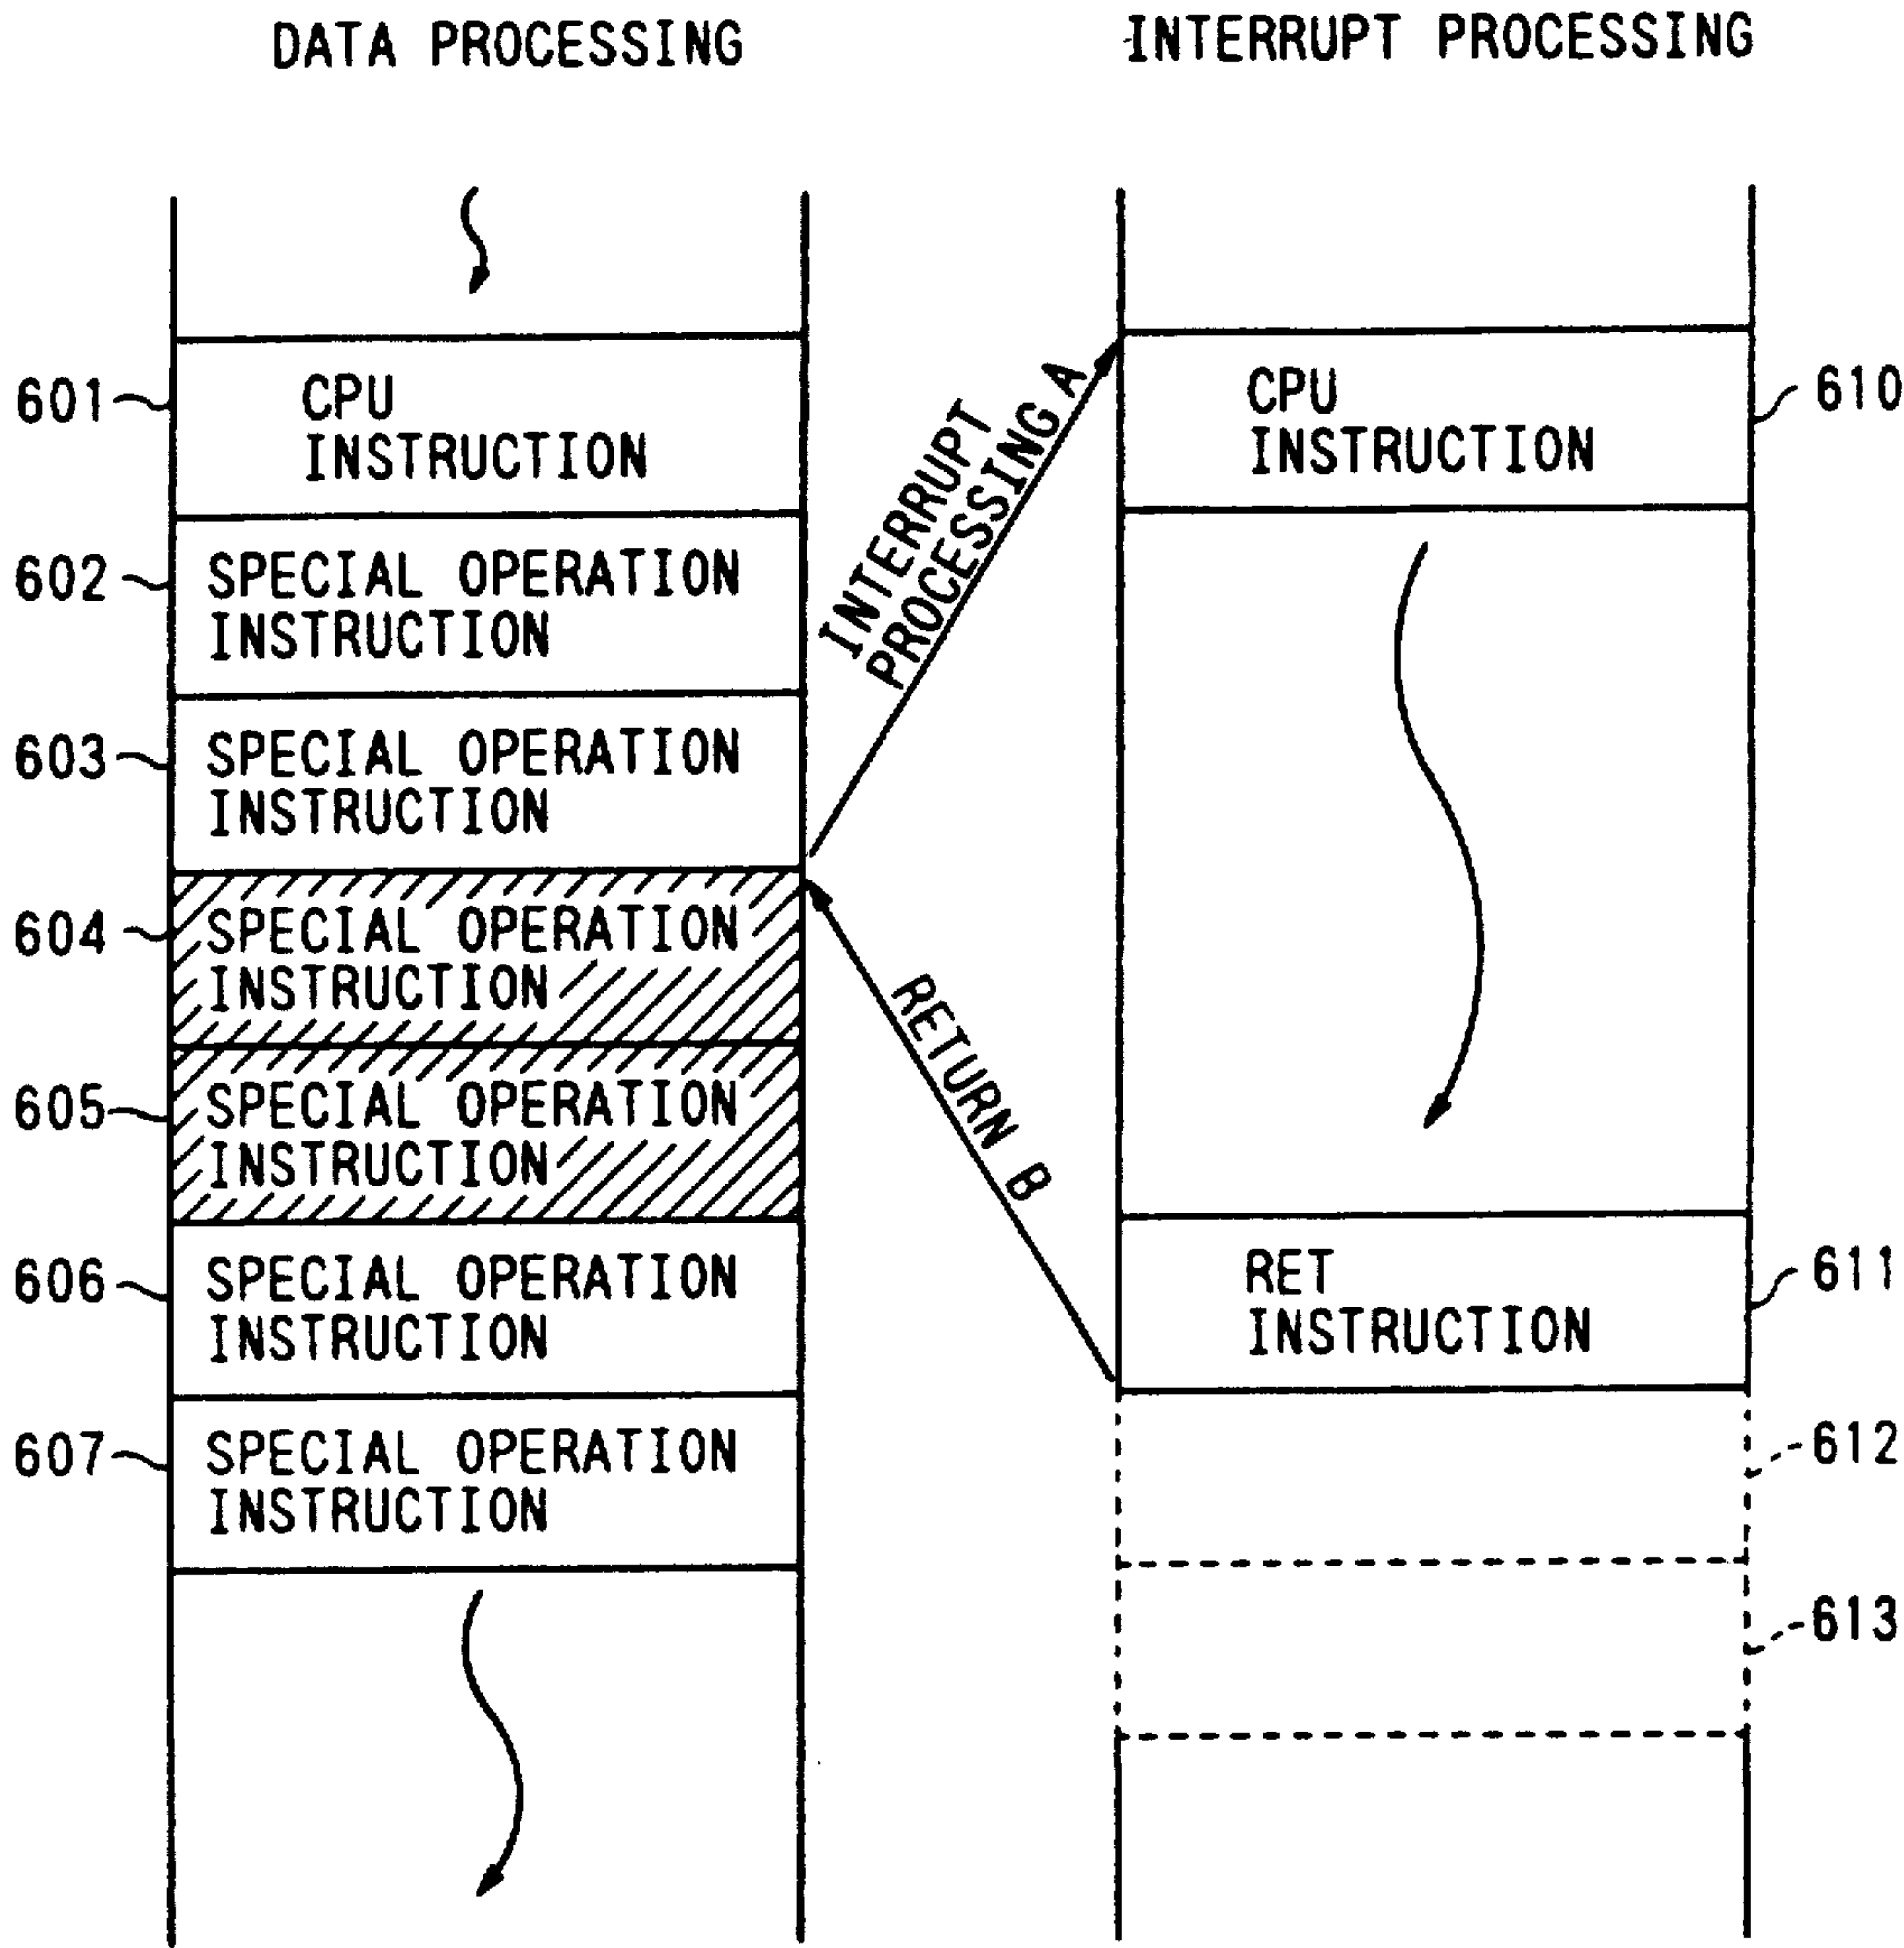 DATA PROCESSING
INTERRUPT PROCESSING
601
CPU
INSTRUCTION
602
SPECIAL OPERATION
INSTRUCTION
603
SPECIAL OPERATION
INSTRUCTION
604
SPECIAL OPERATION
INSTRUCTION
605
SPECIAL OPERATION
INSTRUCTION
606
SPECIAL OPERATION
INSTRUCTION
607
SPECIAL OPERATION
INSTRUCTION
INTERRUPT
PROCESSING A
RETURN B
CPU
INSTRUCTION
610
RET
INSTRUCTION
611
612
613